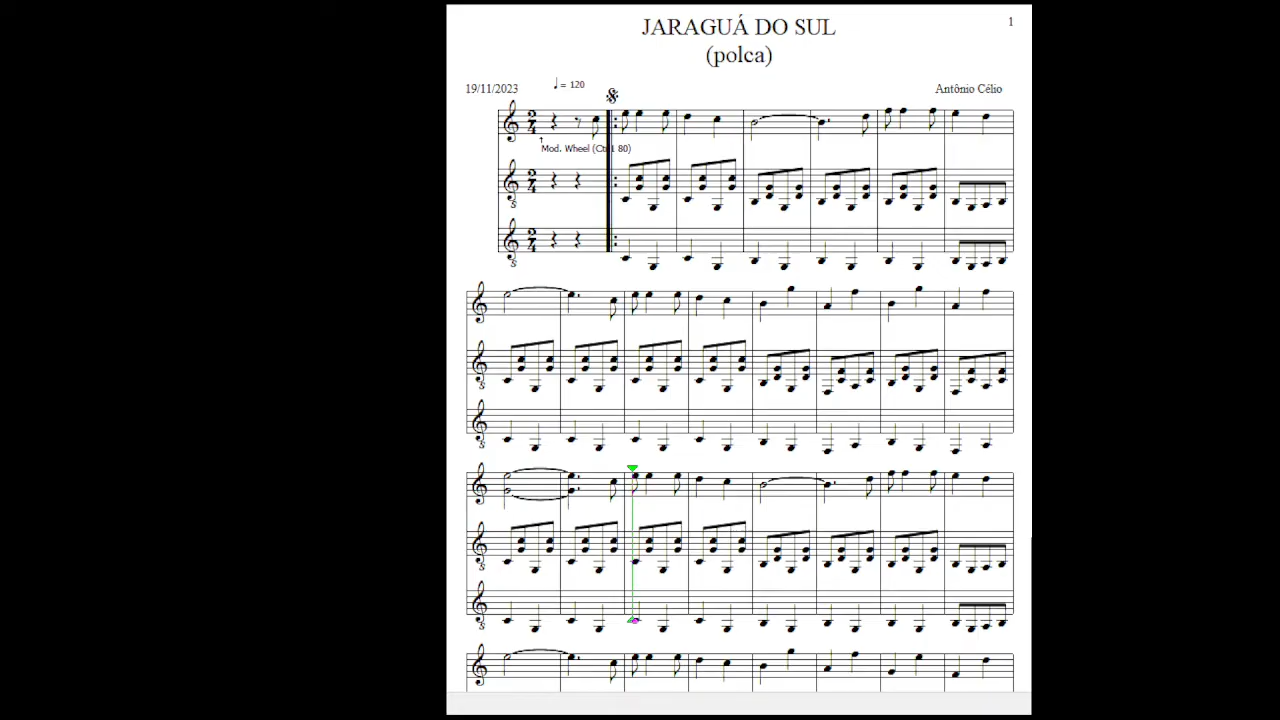 1
JARAGUÁ DO SUL
(polca)
19/11/2023
♩ = 120
Antônio Célio
Mod. Wheel (Ctrl 80)